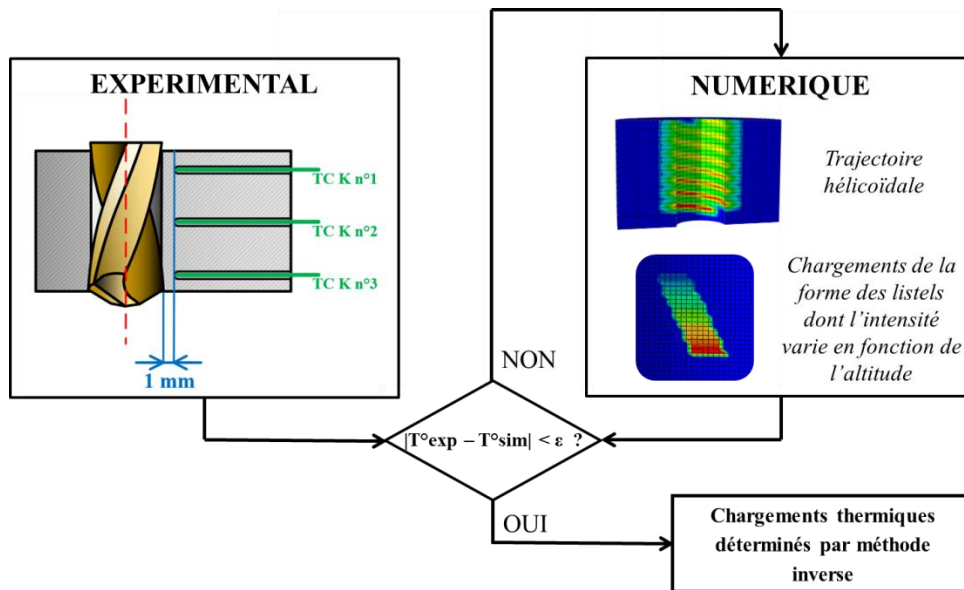 EXPERIMENTAL
TC K n°1
TC K n°2
TC K n°3
1 mm
NUMERIQUE
Trajectoire
hélicoïdale
Chargements de la
forme des listels
dont l’intensité
varie en fonction de
l’altitude
NON
|T°exp – T°sim| < ε ?
OUI
Chargements thermiques
déterminés par méthode
inverse